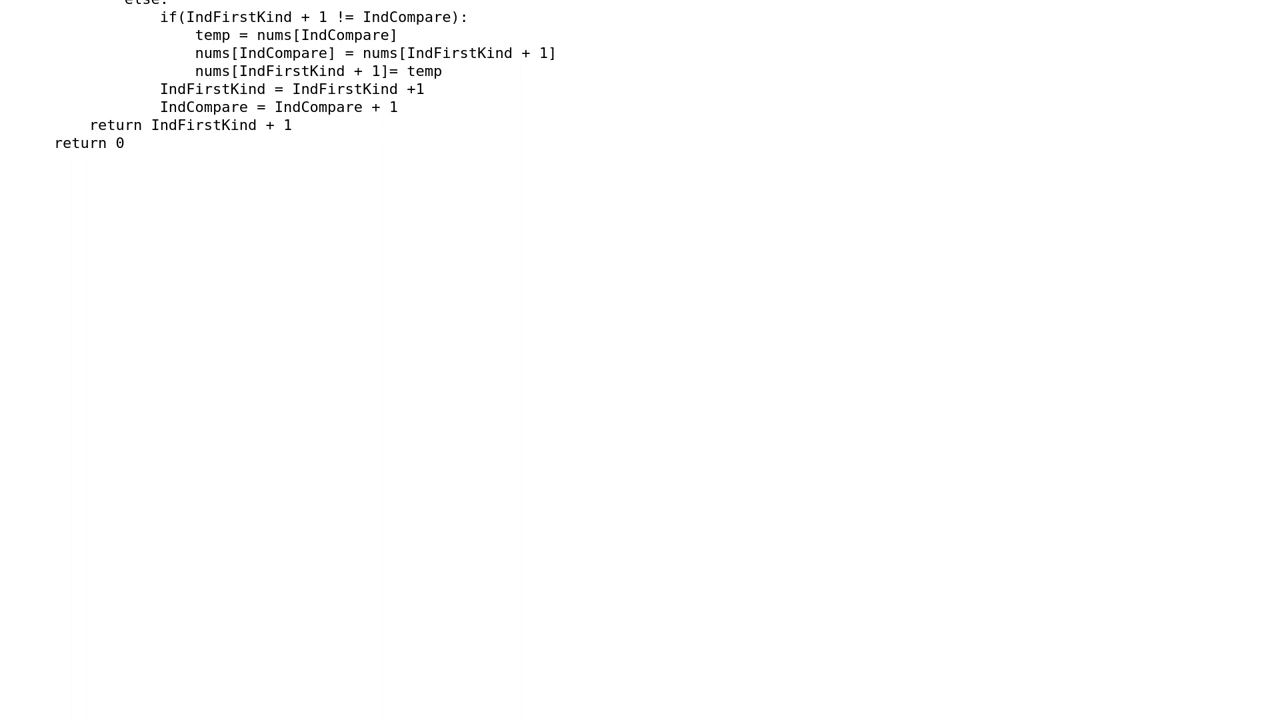 else:
if(IndFirstKind + 1 != IndCompare):
temp = nums[IndCompare]
nums[IndCompare] = nums[IndFirstKind + 1]
nums[IndFirstKind + 1]= temp
IndFirstKind = IndFirstKind +1
IndCompare = IndCompare + 1
return IndFirstKind + 1
return 0